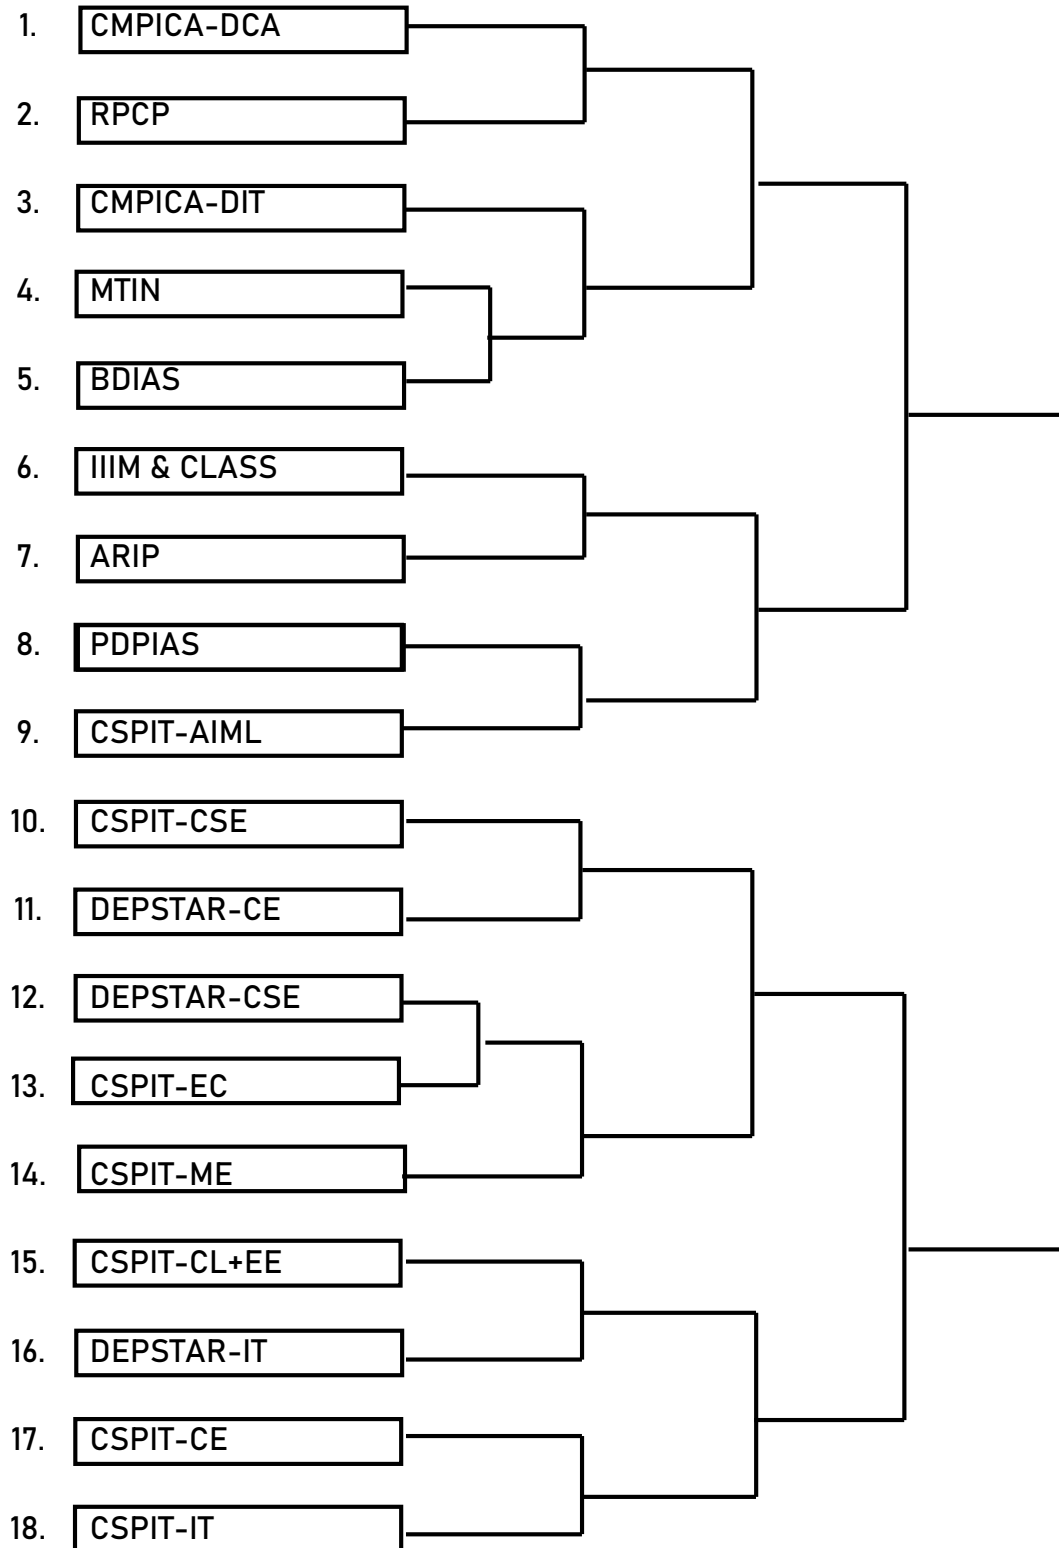 1. CMPICA-DCA
2. RPCP
3. CMPICA-DIT
4. MTIN
5. BDIAS
6. IIIM & CLASS
7. ARIP
8. PDPIAS
9. CSPIT-AIML
10. CSPIT-CSE
11. DEPSTAR-CE
12. DEPSTAR-CSE
13. CSPIT-EC
14. CSPIT-ME
15. CSPIT-CL+EE
16. DEPSTAR-IT
17. CSPIT-CE
18. CSPIT-IT